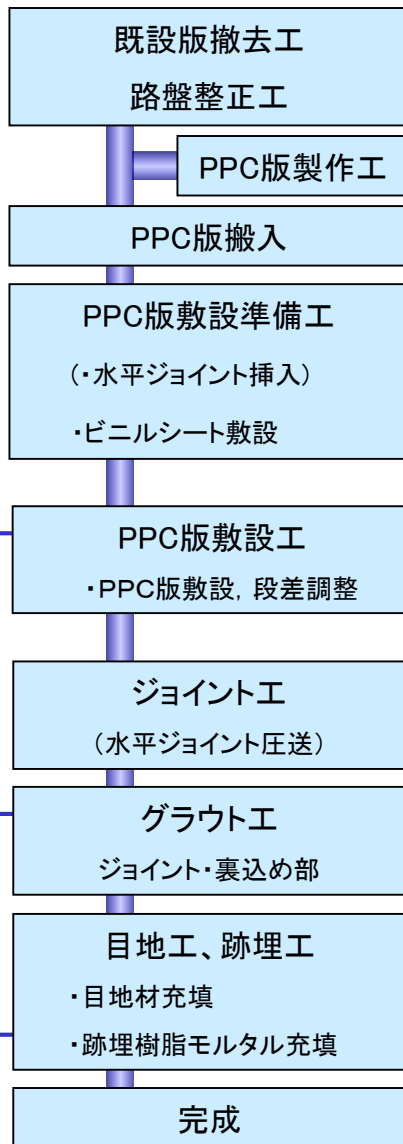 既設版撤去工
路盤整正工
PPC版製作工
PPC版搬入
PPC版敷設準備工
(・水平ジョイント挿入)
・ビニルシート敷設
PPC版敷設工
・PPC版敷設, 段差調整
ジョイント工
(水平ジョイント圧送)
グラウト工
ジョイント・裏込め部
目地工、跡埋工
・目地材充填
・跡埋樹脂モルタル充填
完成